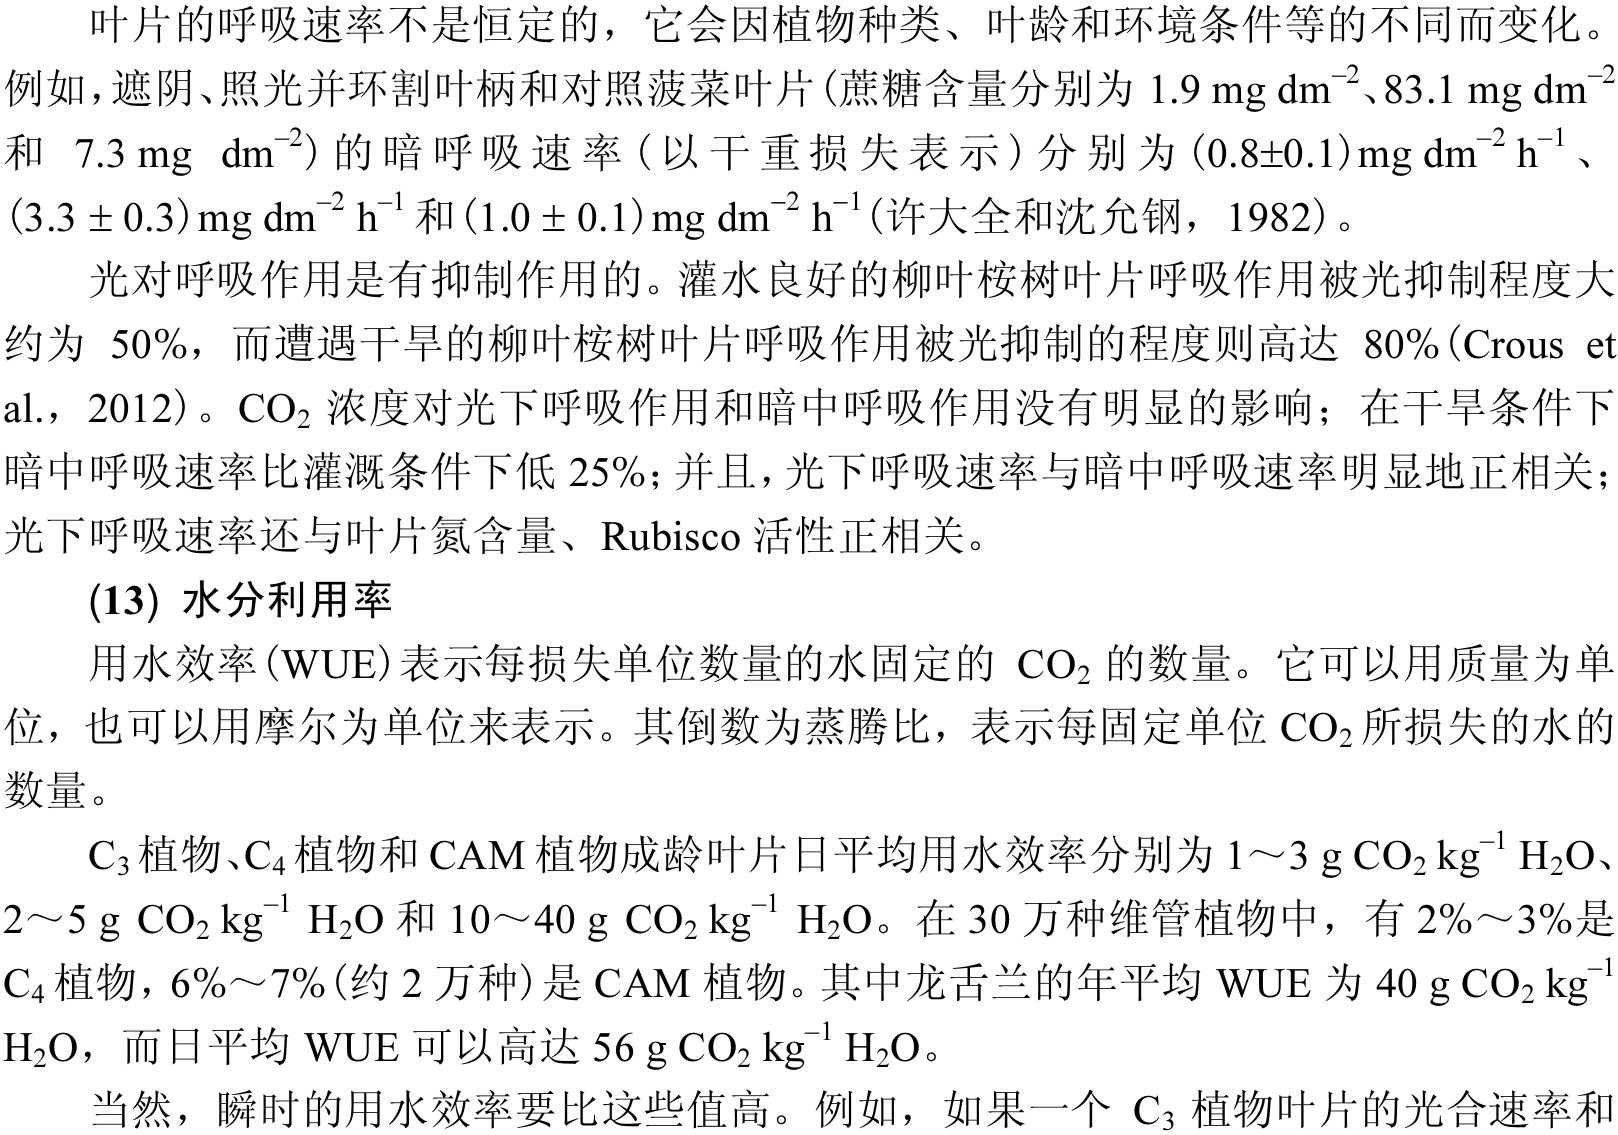 叶片的呼吸速率不是恒定的，它会因植物种类、叶龄和环境条件等的不同而变化。
例如，遮阴、照光并环割叶柄和对照菠菜叶片(蔗糖含量分别为 1.9 mg dm⁻²、83.1 mg dm⁻²
和 7.3 mg dm⁻²)的暗呼吸速率(以干重损失表示)分别为(0.8±0.1)mg dm⁻² h⁻¹、
(3.3 ± 0.3)mg dm⁻² h⁻¹和(1.0 ± 0.1)mg dm⁻² h⁻¹(许大全和沈允钢，1982)。
光对呼吸作用是有抑制作用的。灌水良好的柳叶桉树叶片呼吸作用被光抑制程度大
约为 50%，而遭遇干旱的柳叶桉树叶片呼吸作用被光抑制的程度则高达 80%(Crous et
al.，2012)。CO₂ 浓度对光下呼吸作用和暗中呼吸作用没有明显的影响；在干旱条件下
暗中呼吸速率比灌溉条件下低 25%；并且，光下呼吸速率与暗中呼吸速率明显地正相关；
光下呼吸速率还与叶片氮含量、Rubisco 活性正相关。
(13) 水分利用率
用水效率(WUE)表示每损失单位数量的水固定的 CO₂ 的数量。它可以用质量为单
位，也可以用摩尔为单位来表示。其倒数为蒸腾比，表示每固定单位 CO₂所损失的水的
数量。
C₃植物、C₄植物和 CAM 植物成龄叶片日平均用水效率分别为 1～3 g CO₂ kg⁻¹ H₂O、
2～5 g CO₂ kg⁻¹ H₂O 和 10～40 g CO₂ kg⁻¹ H₂O。在 30 万种维管植物中，有 2%～3%是
C₄植物，6%～7%(约 2 万种)是 CAM 植物。其中龙舌兰的年平均 WUE 为 40 g CO₂ kg⁻¹
H₂O，而日平均 WUE 可以高达 56 g CO₂ kg⁻¹ H₂O。
当然，瞬时的用水效率要比这些值高。例如，如果一个 C₃ 植物叶片的光合速率和